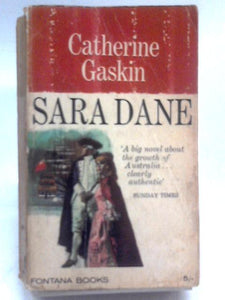 Catherine
Gaskin
SARA DANE
'A big novel about
the growth of
Australia...
clearly
authentic'
SUNDAY TIMES
FONTANA BOOKS
5/-